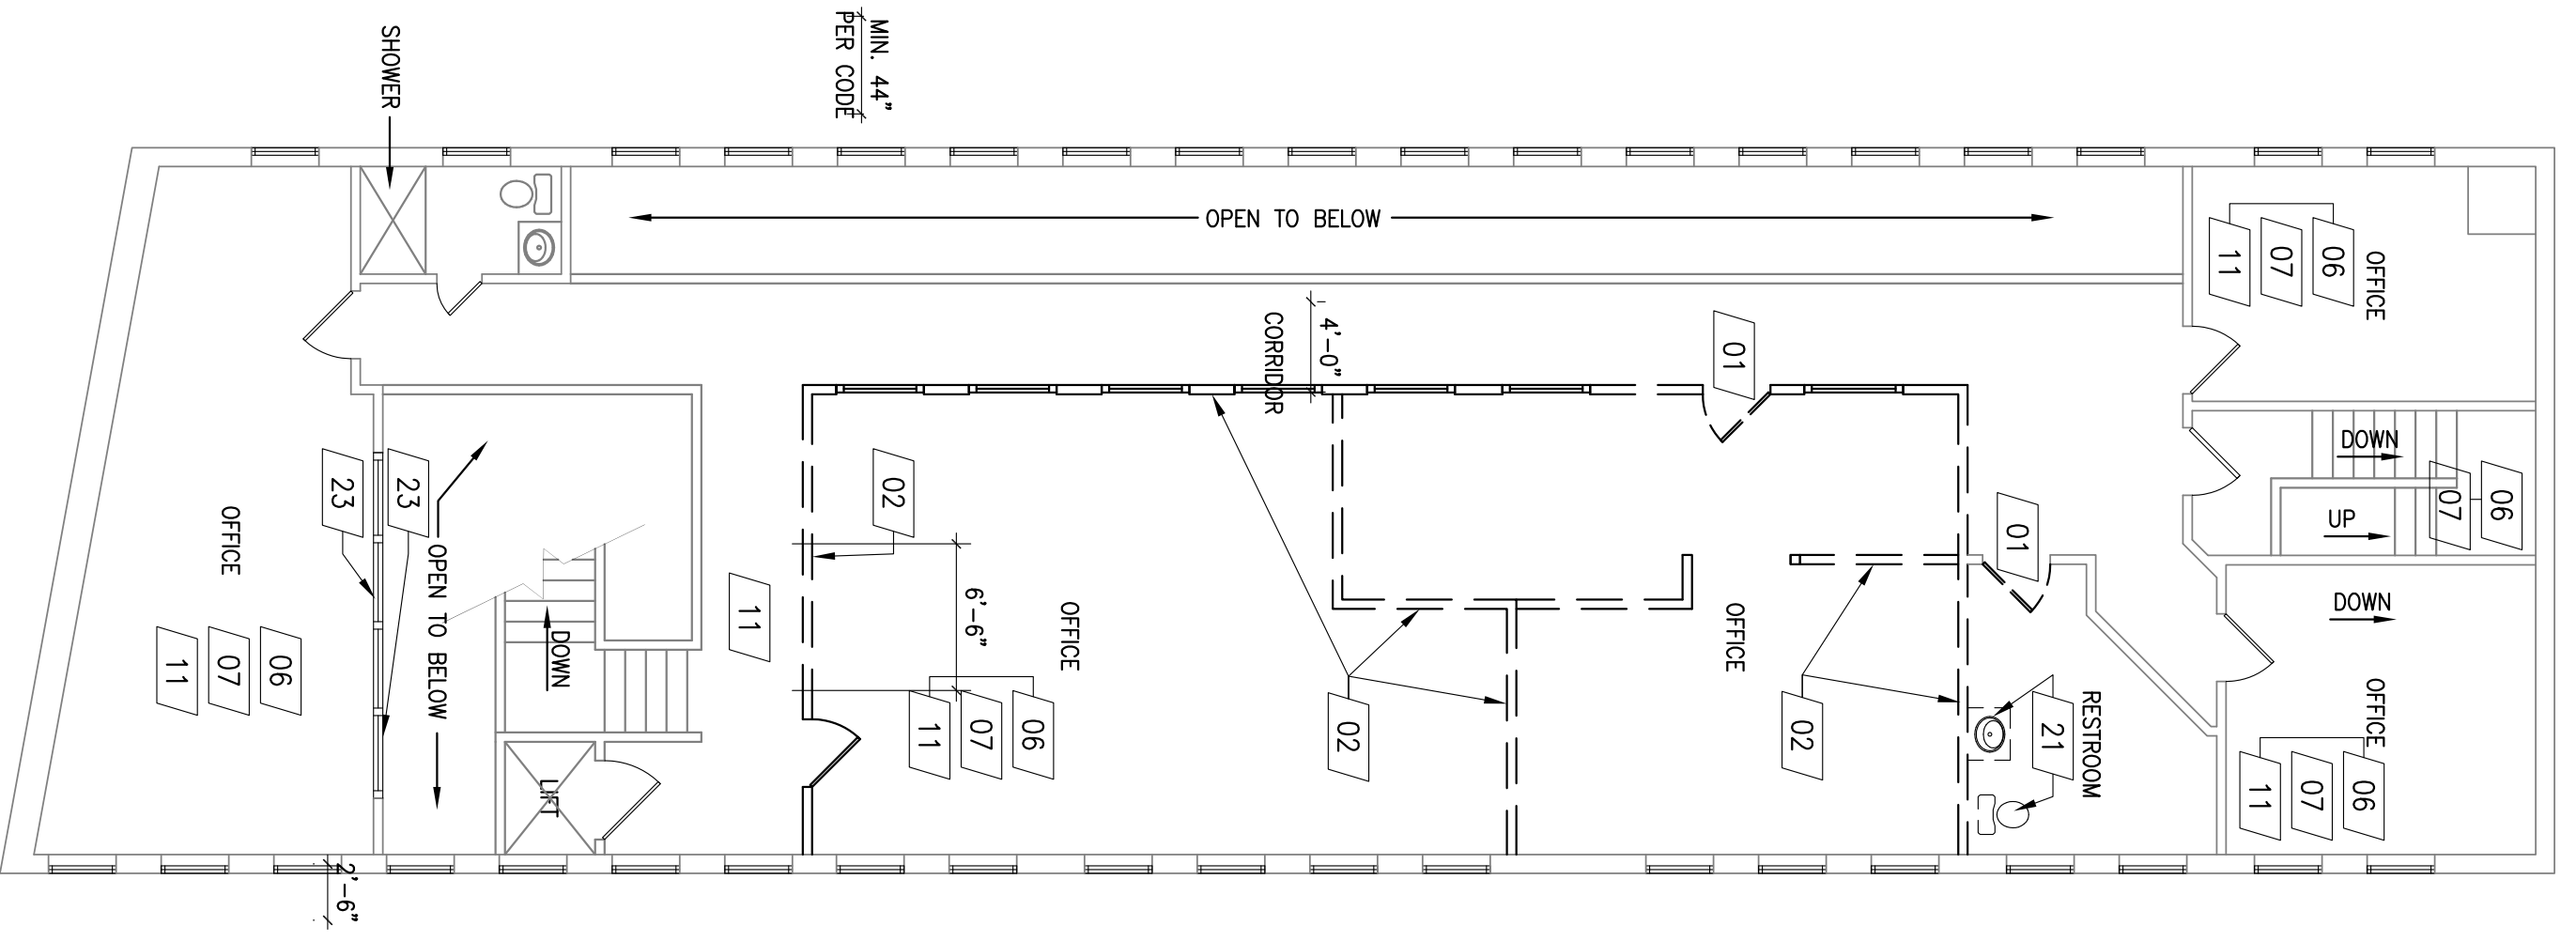 SHOWER
MIN. 44"
PER CODE
OPEN TO BELOW
06
07
11
OFFICE
4'-0"
CORRIDOR
01
DOWN
UP
06
07
01
DOWN
OFFICE
06
07
11
RESTROOM
21
02
OFFICE
02
OFFICE
6'-6"
06
07
11
02
11
DOWN
LIFT
OPEN TO BELOW
23
23
OFFICE
06
07
11
2'-6"